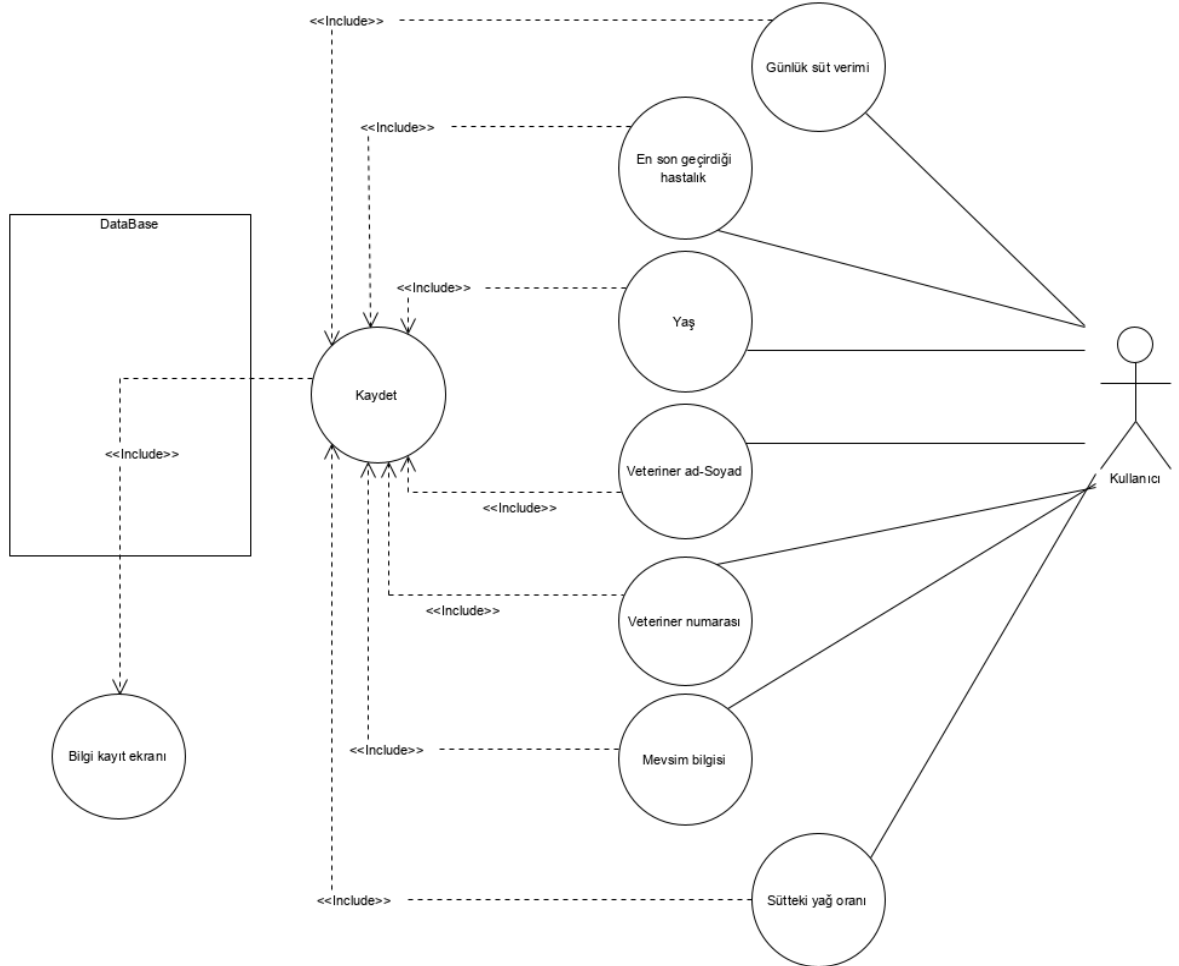 <<Include>>
Günlük süt verimi
<<Include>>
En son geçirdiği
hastalık
DataBase
<<Include>>
Yaş
Kaydet
<<Include>>
Veteriner ad-Soyad
Kullanıcı
<<Include>>
<<Include>>
Veteriner numarası
<<Include>>
Bilgi kayıt ekranı
Mevsim bilgisi
<<Include>>
Sütteki yağ oranı